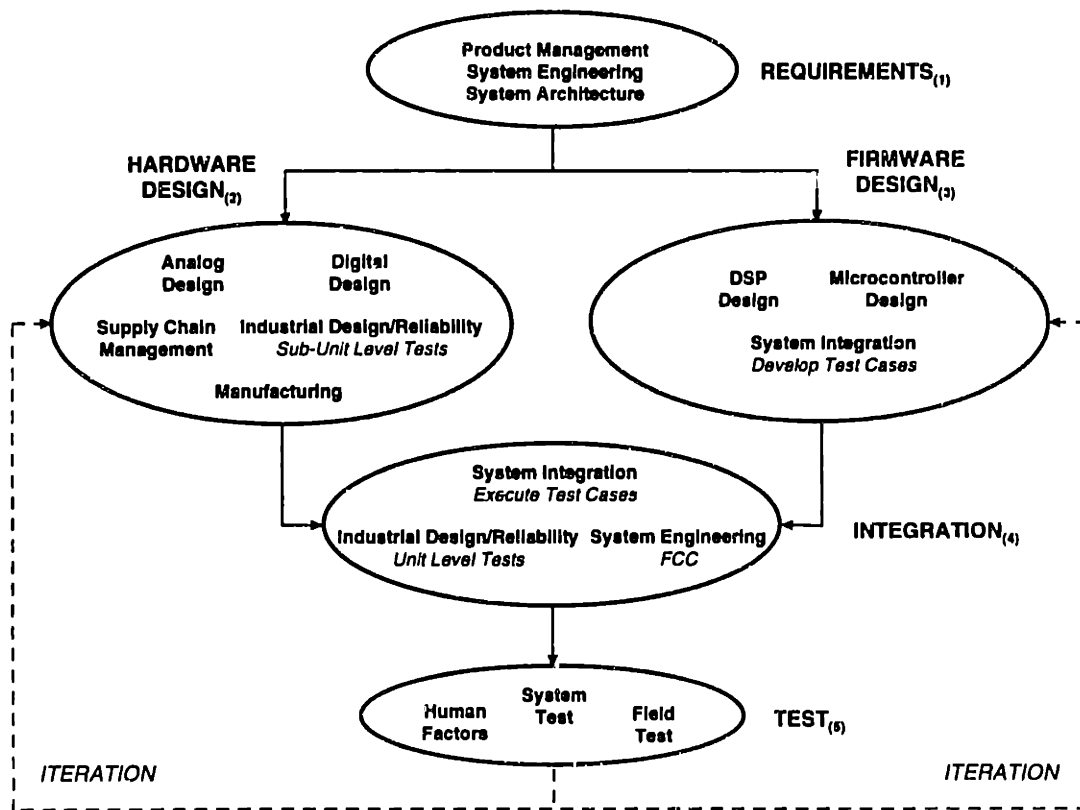 Product Management
System Engineering
System Architecture
REQUIREMENTS(1)
HARDWARE
DESIGN(2)
FIRMWARE
DESIGN(3)
Analog
Design
Digital
Design
Supply Chain
Management
Industrial Design/Reliability
Sub-Unit Level Tests
Manufacturing
DSP
Design
Microcontroller
Design
System Integration
Develop Test Cases
System Integration
Execute Test Cases
Industrial Design/Reliability
Unit Level Tests
System Engineering
FCC
INTEGRATION(4)
Human
Factors
System
Test
Field
Test
TEST(5)
ITERATION
ITERATION